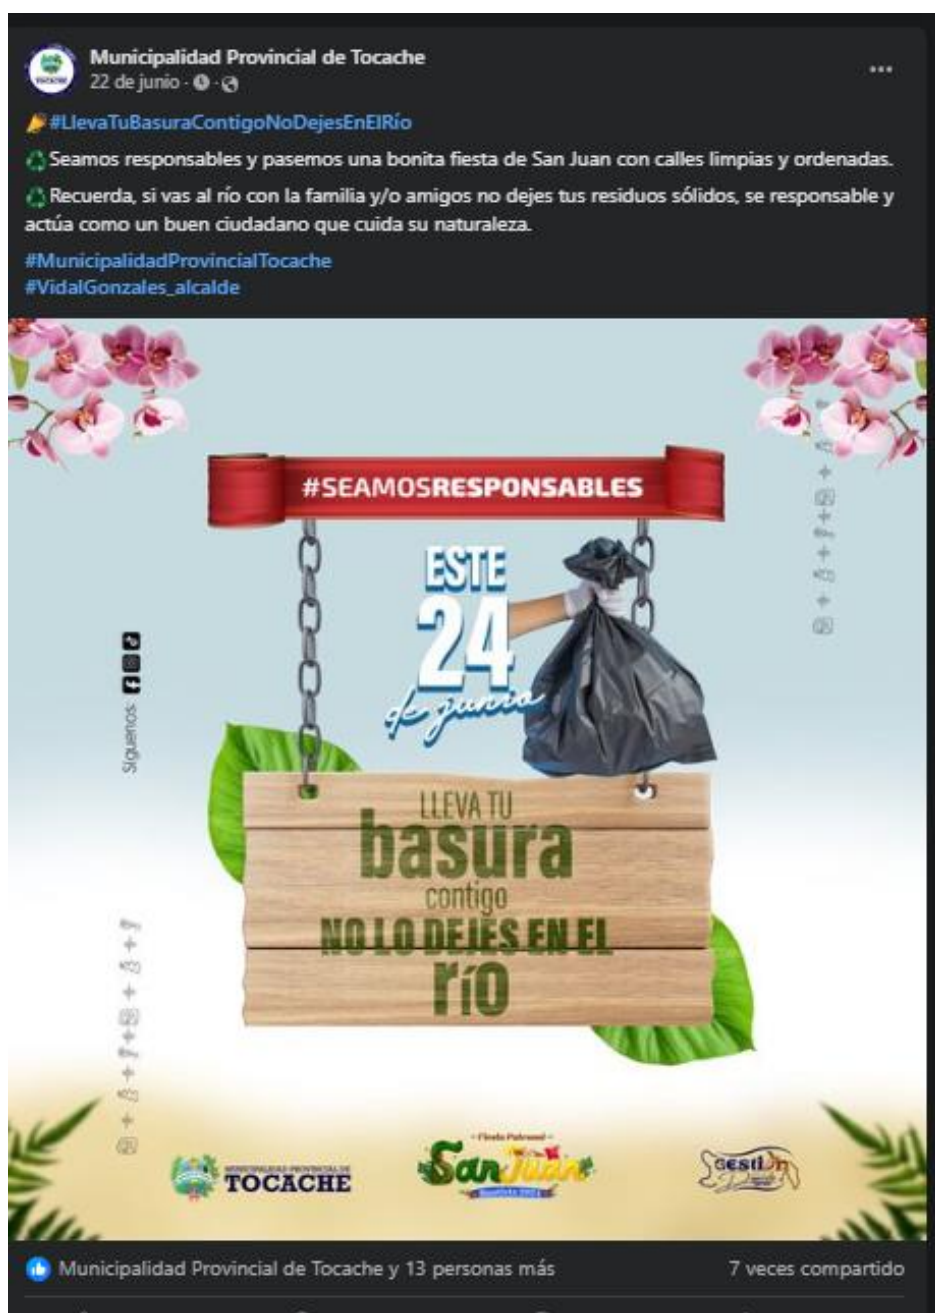 Municipalidad Provincial de Tocache
22 de junio
#LlevaTuBasuraContigoNoDejesEnElRío
Seamos responsables y pasemos una bonita fiesta de San Juan con calles limpias y ordenadas.
Recuerda, si vas al río con la familia y/o amigos no dejes tus residuos sólidos, se responsable y
actúa como un buen ciudadano que cuida su naturaleza.
#MunicipalidadProvincialTocache
#VidalGonzales_alcalde
#SEAMOSRESPONSABLES
ESTE
24
de junio
Síguenos:
LLEVA TU
basura
contigo
NO LO DEJES EN EL
río
MUNICIPALIDAD PROVINCIAL DE
TOCACHE
Fiesta Patronal
San Juan
Gestión
Municipalidad Provincial de Tocache y 13 personas más
7 veces compartido